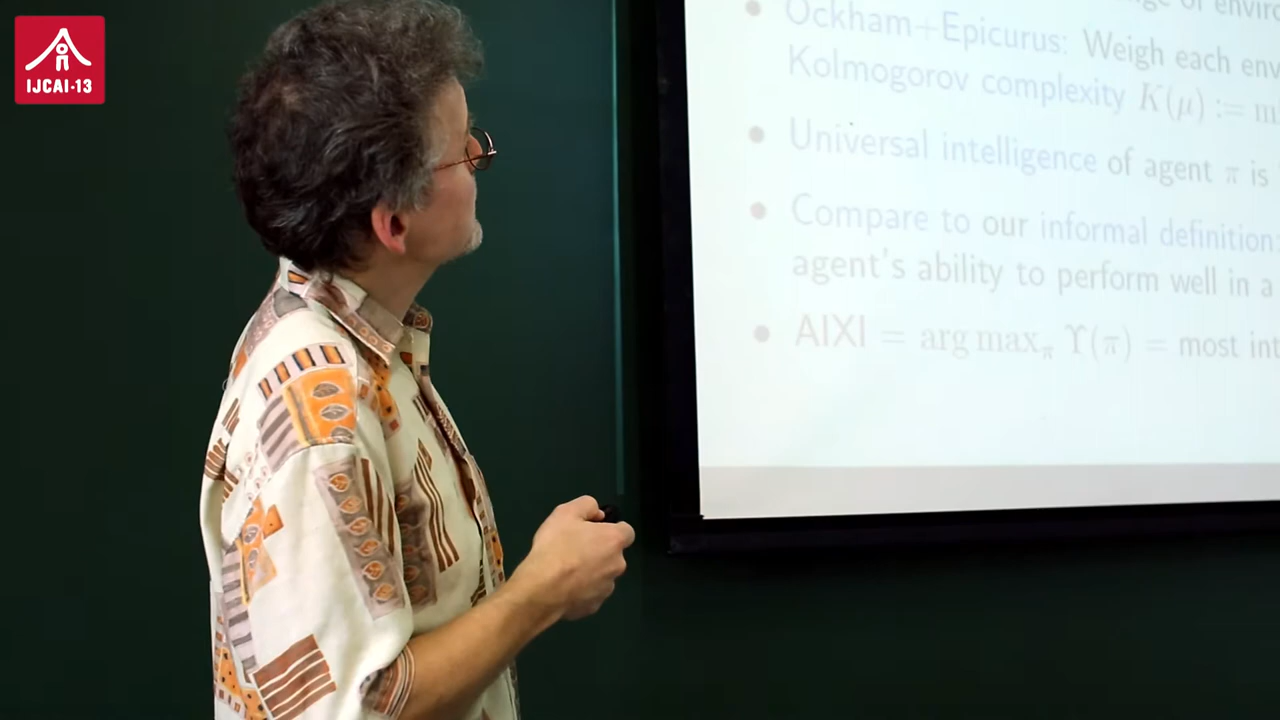 IJCAI-13
Ockham+Epicurus: Weigh each env
Kolmogorov complexity K(μ) := m
Universal intelligence of agent π is
Compare to our informal definition:
agent's ability to perform well in a
AIXI = arg max_π Υ(π) = most int